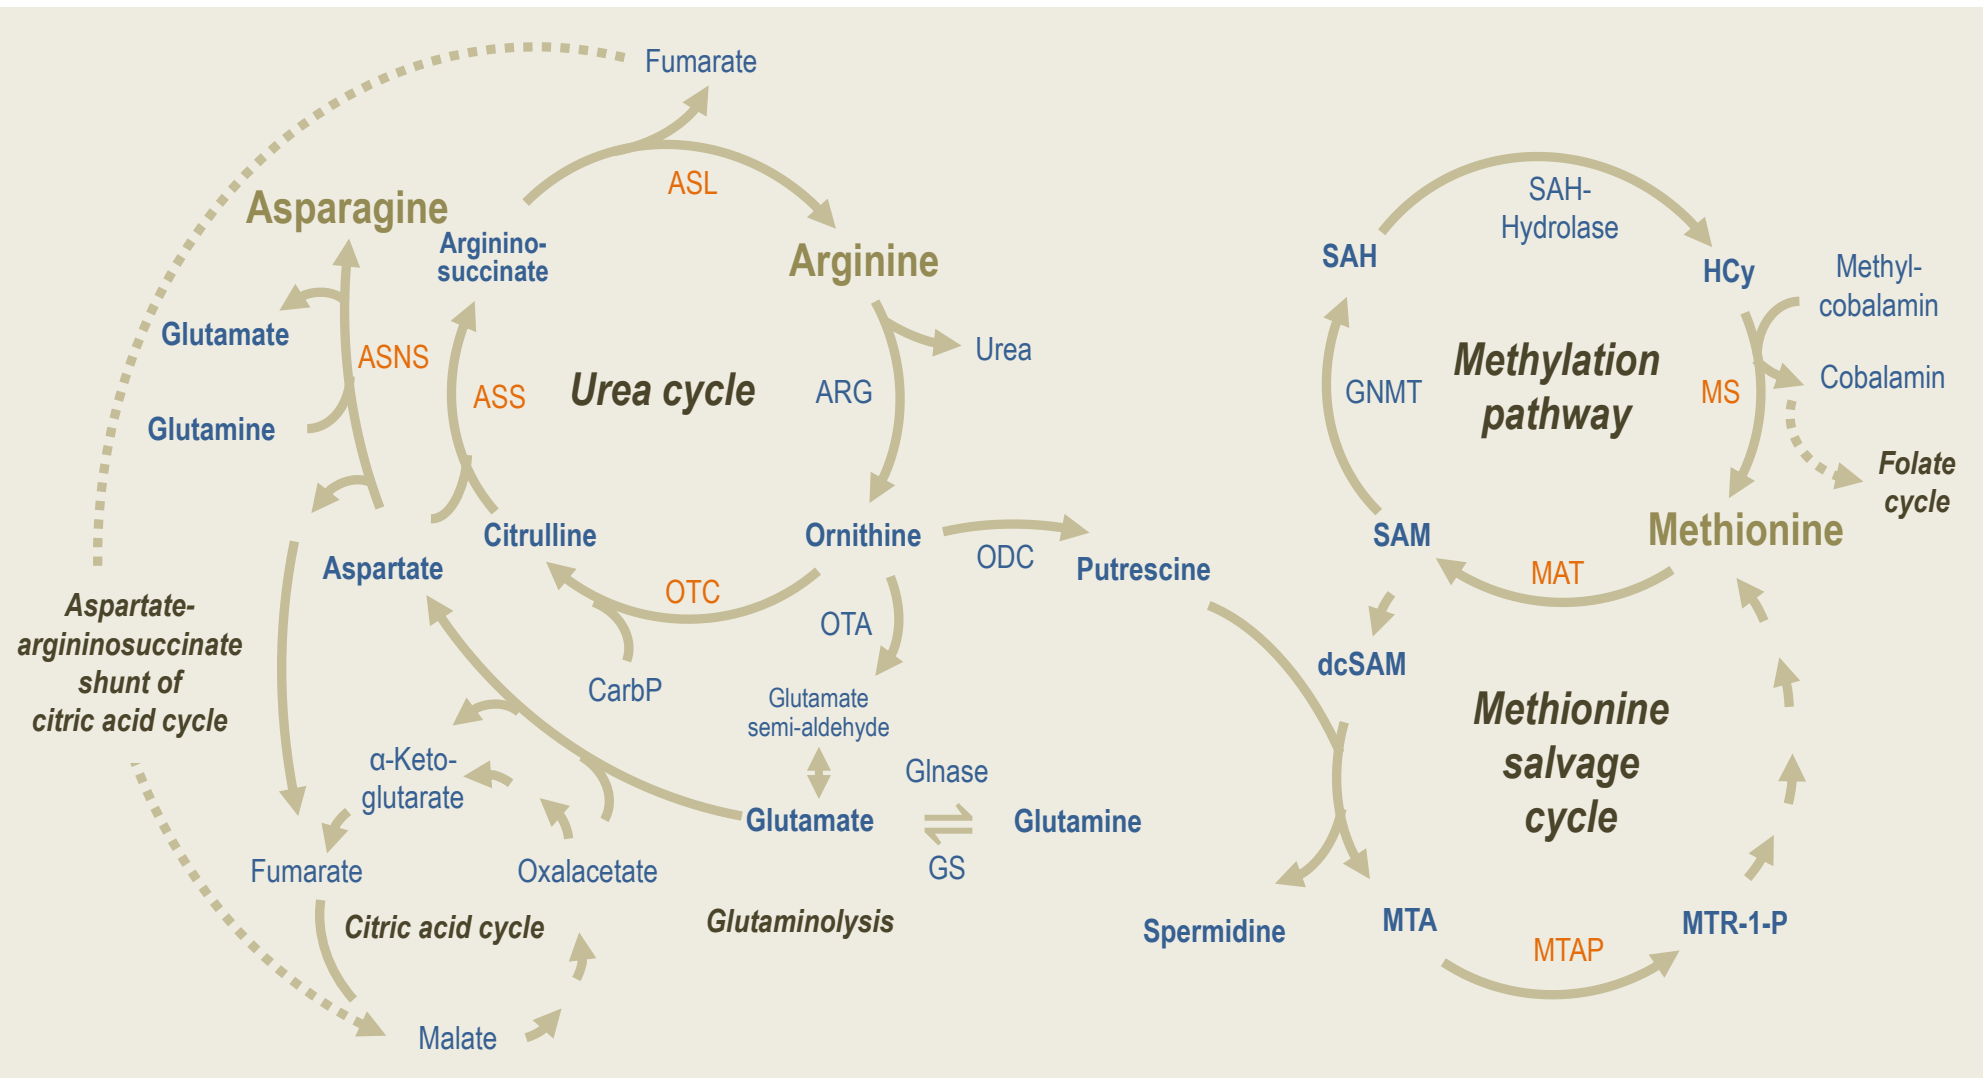 Fumarate
ASL
Asparagine
Arginino-
succinate
Arginine
Glutamate
ASNS
ASS
Urea cycle
ARG
Urea
Glutamine
Aspartate
Citrulline
Ornithine
ODC
Putrescine
OTC
OTA
CarbP
Glutamate
semi-aldehyde
Aspartate-
argininosuccinate
shunt of
citric acid cycle
α-Keto-
glutarate
Glnase
Glutamate
Glutamine
GS
Fumarate
Oxalacetate
Citric acid cycle
Glutaminolysis
Malate
SAH-
Hydrolase
SAH
HCy
Methyl-
cobalamin
Methylation
pathway
GNMT
MS
Cobalamin
Folate
cycle
SAM
Methionine
MAT
dcSAM
Methionine
salvage
cycle
Spermidine
MTA
MTAP
MTR-1-P